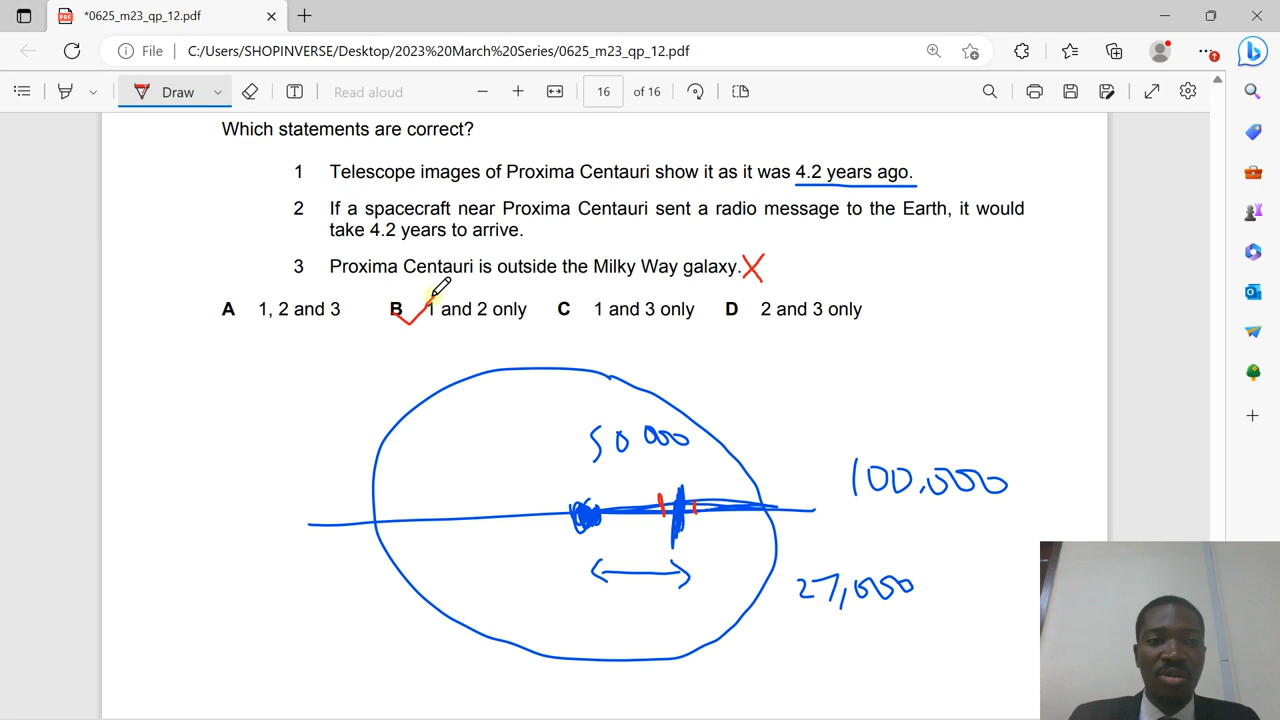 *0625_m23_qp_12.pdf
File C:/Users/SHOPINVERSE/Desktop/2023%20March%20Series/0625_m23_qp_12.pdf
Draw Read aloud 16 of 16
Which statements are correct?
1 Telescope images of Proxima Centauri show it as it was 4.2 years ago.
2 If a spacecraft near Proxima Centauri sent a radio message to the Earth, it would
take 4.2 years to arrive.
3 Proxima Centauri is outside the Milky Way galaxy.
A 1, 2 and 3 B 1 and 2 only C 1 and 3 only D 2 and 3 only
50 000
100,000
27,000